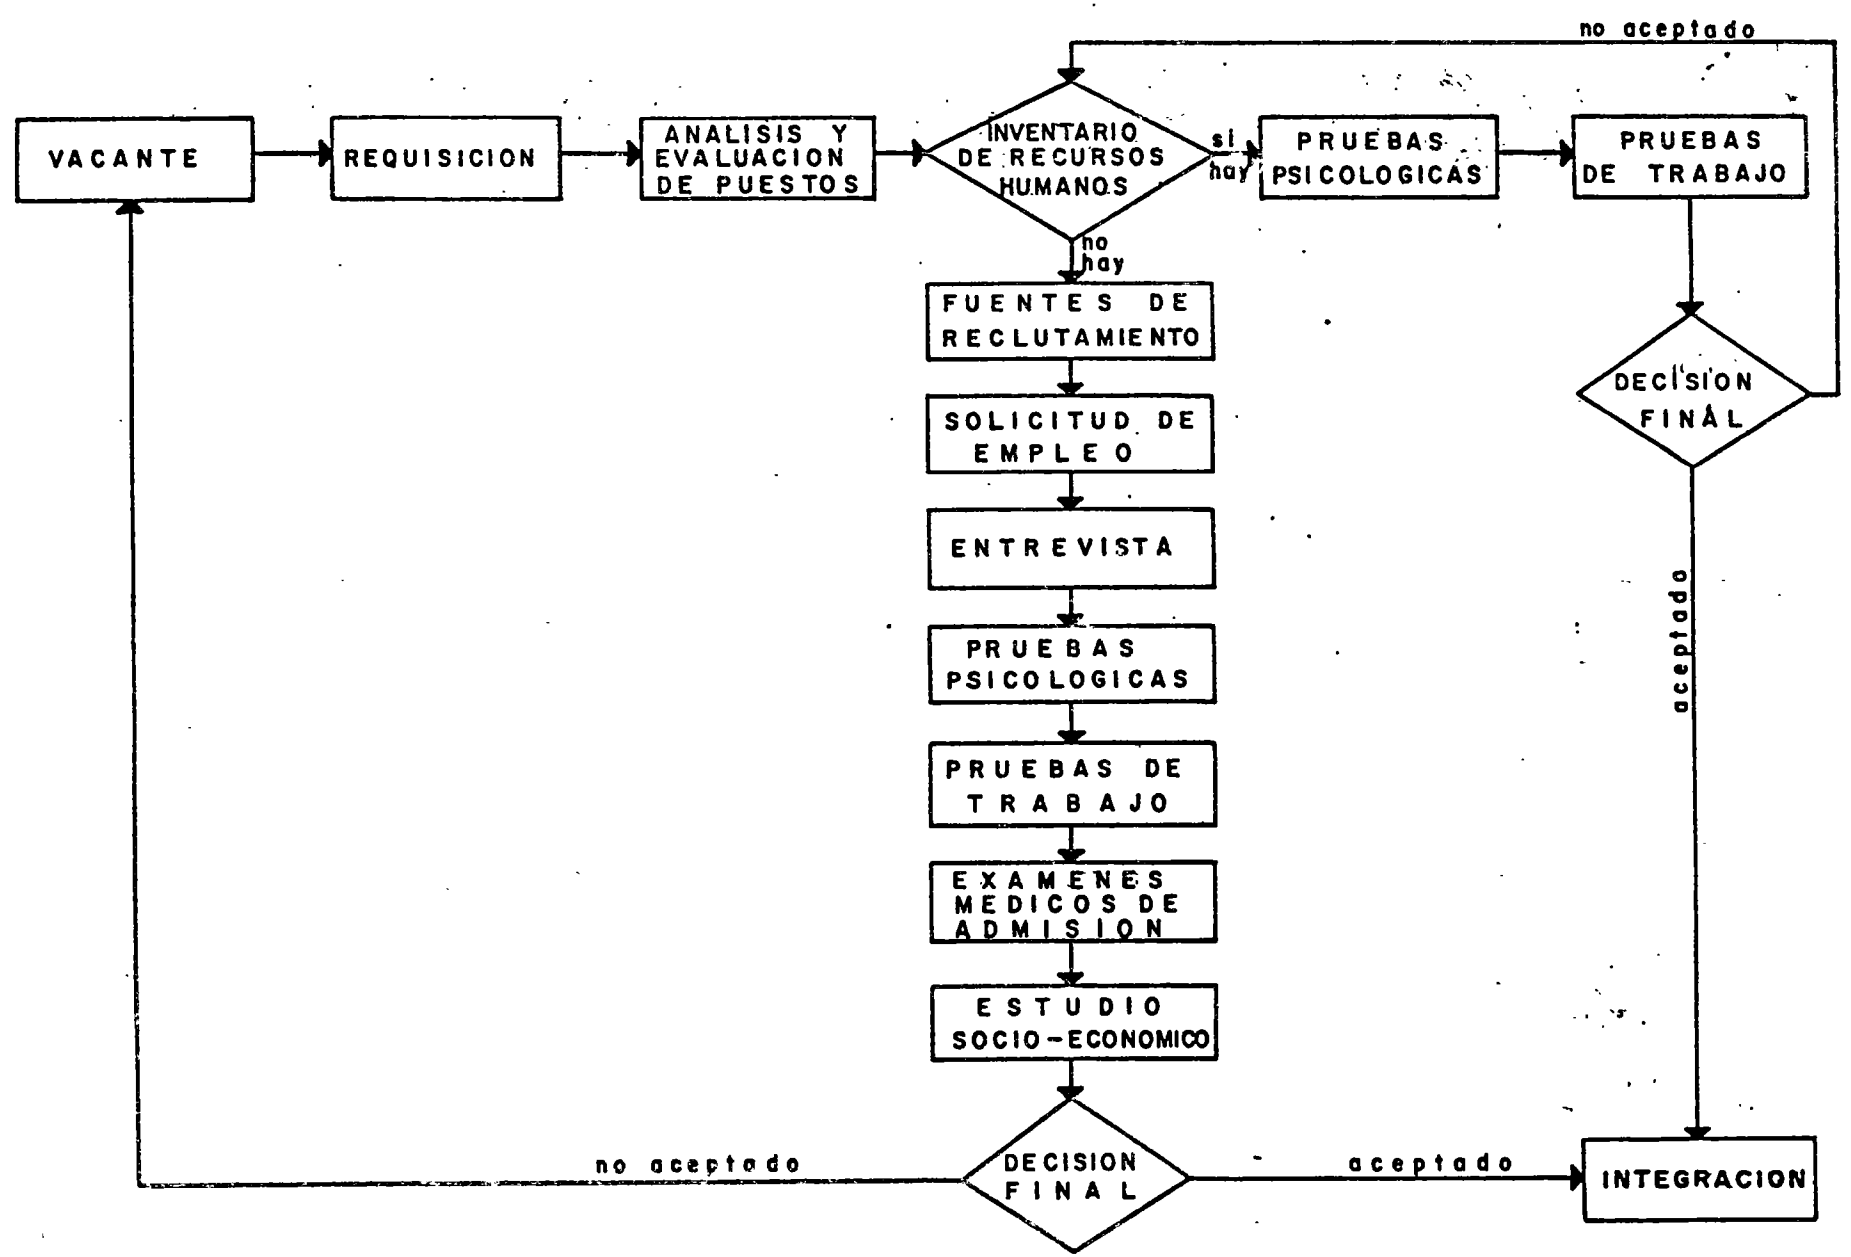 no aceptado
VACANTE
REQUISICION
ANALISIS Y
EVALUACION
DE PUESTOS
INVENTARIO
DE RECURSOS
HUMANOS
si
hay
PRUEBAS
PSICOLOGICAS
PRUEBAS
DE TRABAJO
no
hay
FUENTES DE
RECLUTAMIENTO
DECISION
FINAL
SOLICITUD DE
EMPLEO
ENTREVISTA
aceptado
PRUEBAS
PSICOLOGICAS
PRUEBAS DE
TRABAJO
EXAMENES
MEDICOS DE
ADMISION
ESTUDIO
SOCIO-ECONOMICO
no aceptado
DECISION
FINAL
aceptado
INTEGRACION